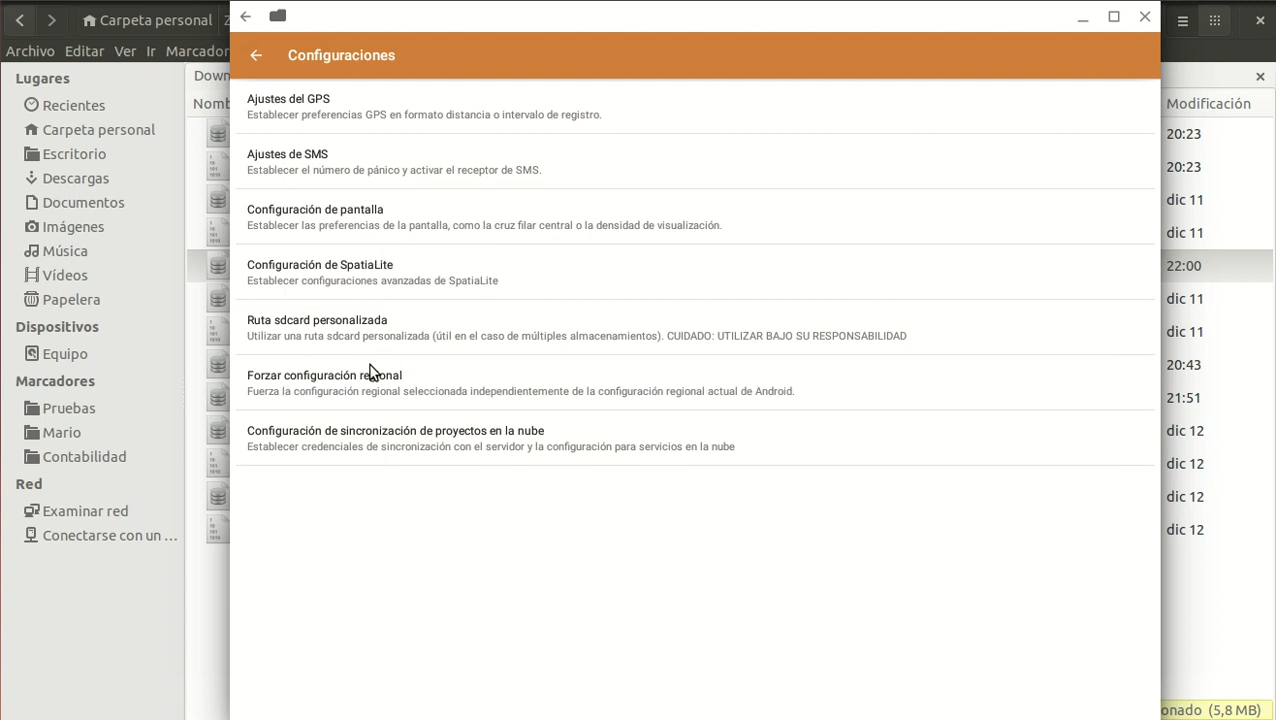 Carpeta personal
Archivo Editar Ver Ir Marcador
Lugares
Recientes
Carpeta personal
Escritorio
Descargas
Documentos
Imágenes
Música
Vídeos
Papelera
Dispositivos
Equipo
Marcadores
Pruebas
Mario
Contabilidad
Red
Examinar red
Conectarse con un …
Down
Nomb
Configuraciones
Ajustes del GPS
Establecer preferencias GPS en formato distancia o intervalo de registro.
Ajustes de SMS
Establecer el número de pánico y activar el receptor de SMS.
Configuración de pantalla
Establecer las preferencias de la pantalla, como la cruz filar central o la densidad de visualización.
Configuración de SpatiaLite
Establecer configuraciones avanzadas de SpatiaLite
Ruta sdcard personalizada
Utilizar una ruta sdcard personalizada (útil en el caso de múltiples almacenamientos). CUIDADO: UTILIZAR BAJO SU RESPONSABILIDAD
Forzar configuración regional
Fuerza la configuración regional seleccionada independientemente de la configuración regional actual de Android.
Configuración de sincronización de proyectos en la nube
Establecer credenciales de sincronización con el servidor y la configuración para servicios en la nube
Modificación
20:23
20:23
dic 11
dic 11
22:00
dic 11
dic 11
20:43
21:51
dic 12
dic 12
dic 12
dic 12
onado (5,8 MB)